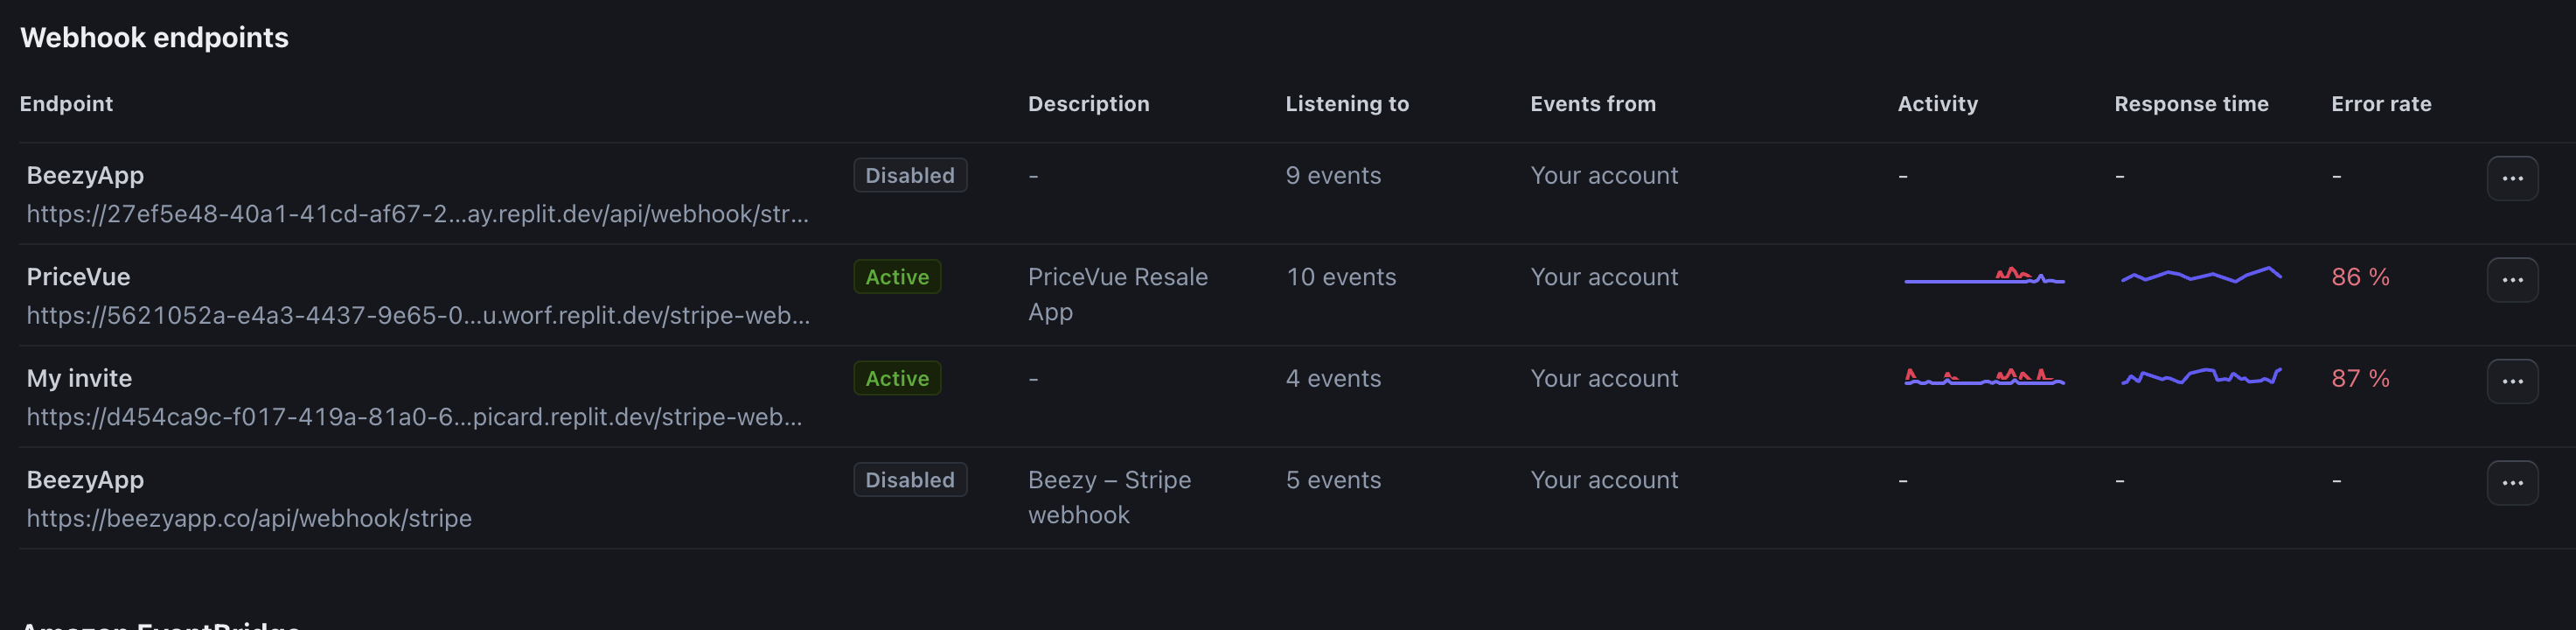 Webhook endpoints
Endpoint Description Listening to Events from Activity Response time Error rate
BeezyApp Disabled - 9 events Your account - - -
https://27ef5e48-40a1-41cd-af67-2...ay.replit.dev/api/webhook/str...
PriceVue Active PriceVue Resale 10 events Your account 86 %
https://5621052a-e4a3-4437-9e65-0...u.worf.replit.dev/stripe-web... App
My invite Active - 4 events Your account 87 %
https://d454ca9c-f017-419a-81a0-6...picard.replit.dev/stripe-web...
BeezyApp Disabled Beezy – Stripe 5 events Your account - - -
https://beezyapp.co/api/webhook/stripe webhook
Amazon EventBridge